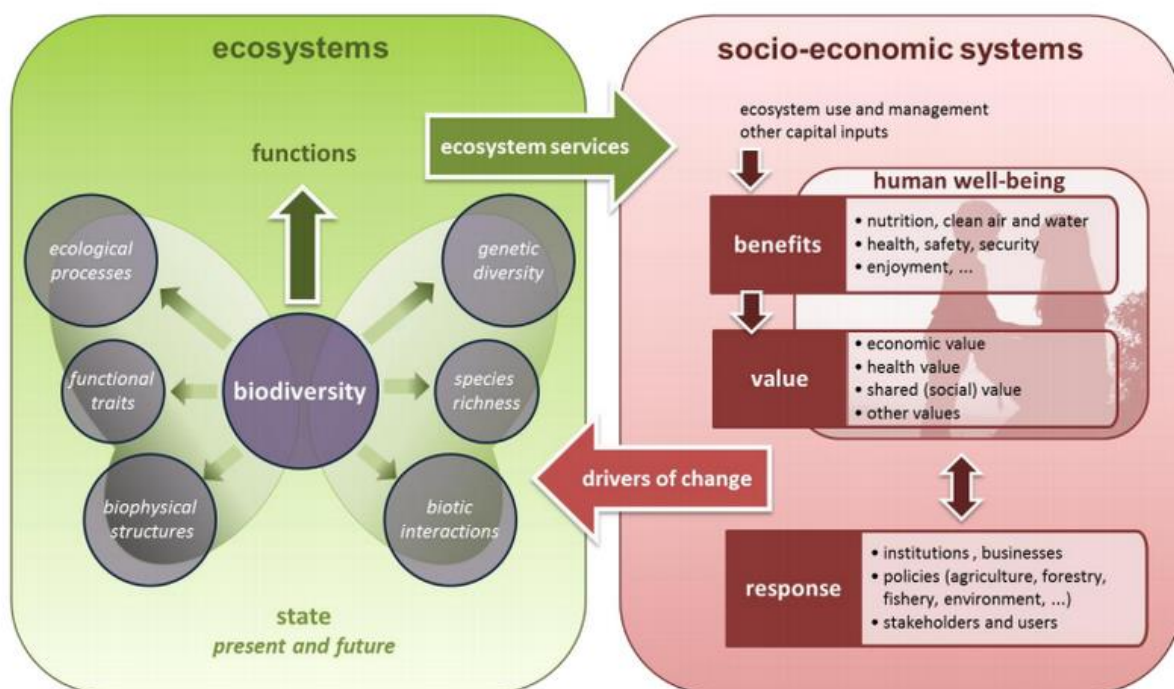 ecosystems
functions
ecological
processes
genetic
diversity
functional
traits
biodiversity
species
richness
biophysical
structures
biotic
interactions
state
present and future
ecosystem services
drivers of change
socio-economic systems
ecosystem use and management
other capital inputs
human well-being
benefits
• nutrition, clean air and water
• health, safety, security
• enjoyment, ...
value
• economic value
• health value
• shared (social) value
• other values
response
• institutions , businesses
• policies (agriculture, forestry,
fishery, environment, ...)
• stakeholders and users